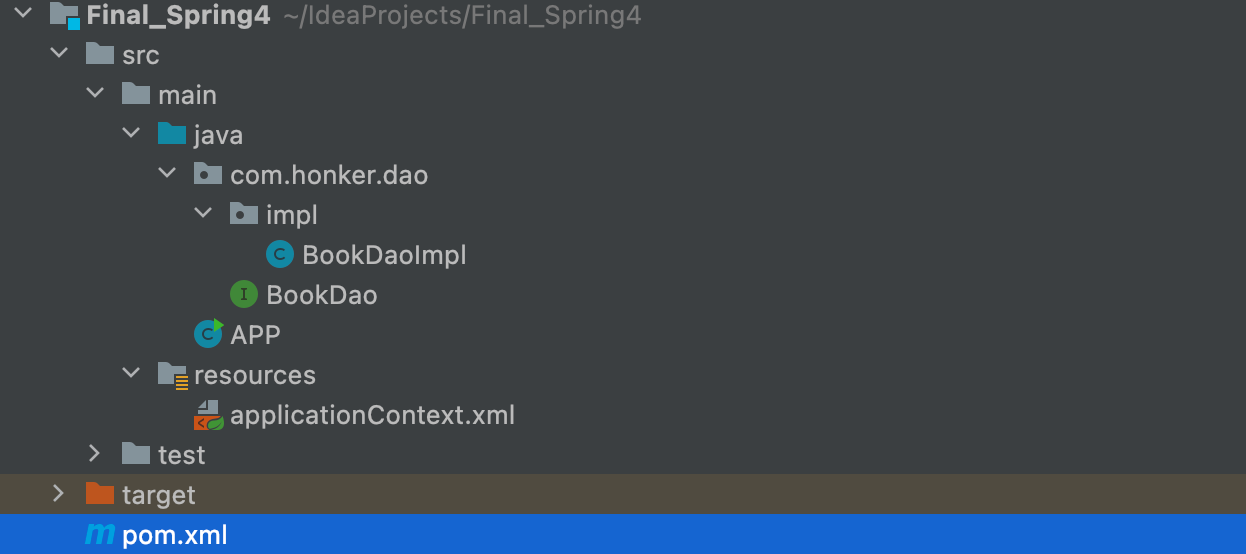 Final_Spring4 ~/IdeaProjects/Final_Spring4
src
main
java
com.honker.dao
impl
C BookDaoImpl
I BookDao
C APP
resources
applicationContext.xml
test
target
m pom.xml